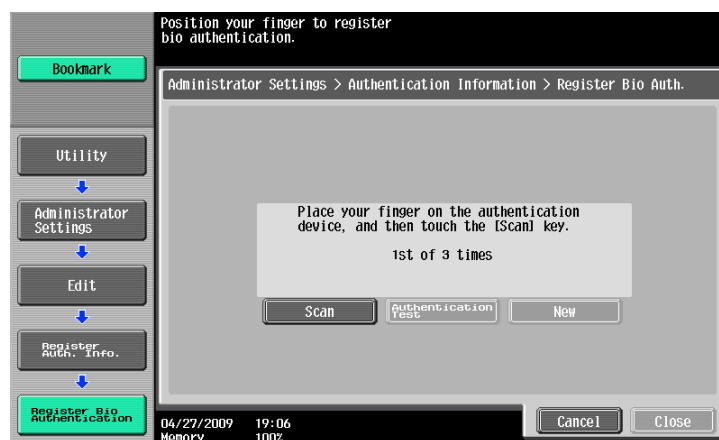 Position your finger to register
bio authentication.
Bookmark
Administrator Settings > Authentication Information > Register Bio Auth.
Utility
Administrator
Settings
Edit
Register
Auth. Info.
Register Bio
Authentication
Place your finger on the authentication
device, and then touch the [Scan] key.
1st of 3 times
Scan
Authentication
Test
New
04/27/2009 19:06
Memory 100%
Cancel
Close